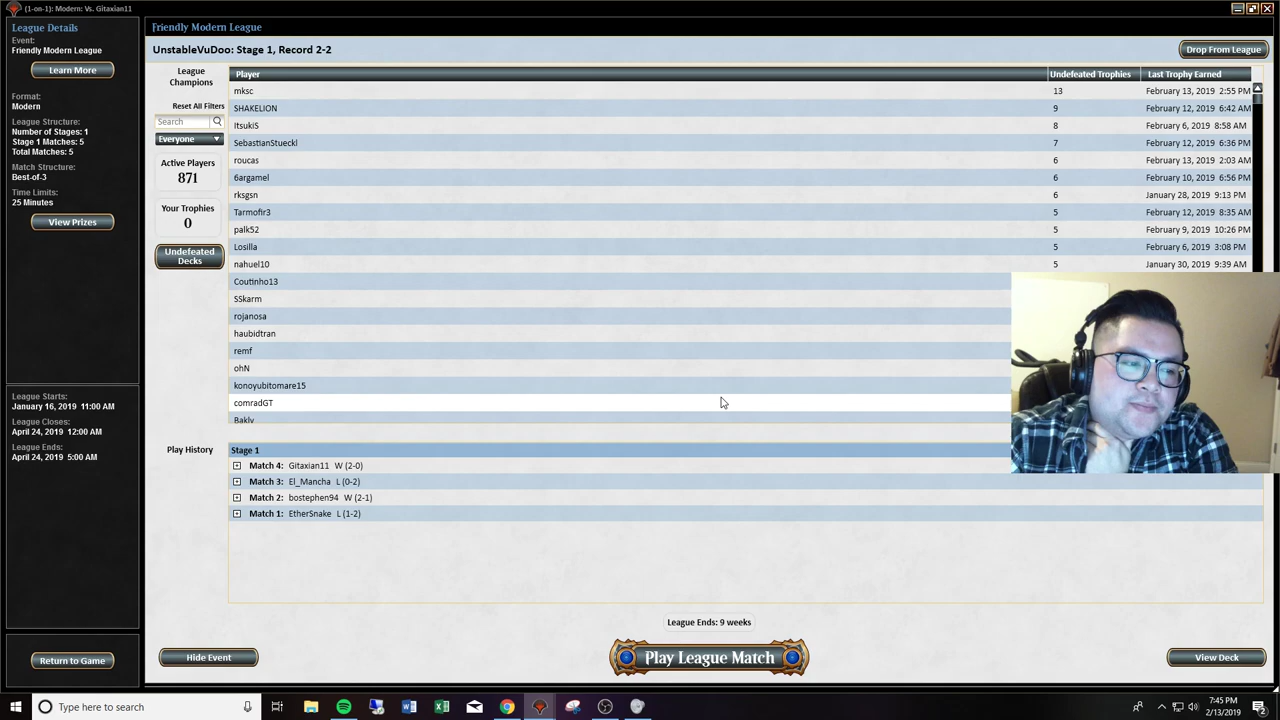 (1-on-1): Modern: Vs. Gitaxian11
League Details
Event:
Friendly Modern League
Learn More
Format:
Modern
League Structure:
Number of Stages: 1
Stage 1 Matches: 5
Total Matches: 5
Match Structure:
Best-of-3
Time Limits:
25 Minutes
View Prizes
League Starts:
January 16, 2019 11:00 AM
League Closes:
April 24, 2019 12:00 AM
League Ends:
April 24, 2019 5:00 AM
Return to Game
Friendly Modern League
UnstableVuDoo: Stage 1, Record 2-2
Drop From League
League
Champions
Reset All Filters
Search
Everyone
Active Players
871
Your Trophies
0
Undefeated
Decks
Player Undefeated Trophies Last Trophy Earned
mksc 13 February 13, 2019 2:55 PM
SHAKELION 9 February 12, 2019 6:42 AM
ItsukiS 8 February 6, 2019 8:58 AM
SebastianStueckl 7 February 12, 2019 6:36 PM
roucas 6 February 13, 2019 2:03 AM
6argamel 6 February 10, 2019 6:56 PM
rksgsn 6 January 28, 2019 9:13 PM
Tarmofir3 5 February 12, 2019 8:35 AM
palk52 5 February 9, 2019 10:26 PM
Losilla 5 February 6, 2019 3:08 PM
nahuel10 5 January 30, 2019 9:39 AM
Coutinho13
SSkarm
rojanosa
haubidtran
remf
ohN
konoyubitomare15
comradGT
Bakly
Play History
Stage 1
Match 4: Gitaxian11 W (2-0)
Match 3: El_Mancha L (0-2)
Match 2: bostephen94 W (2-1)
Match 1: EtherSnake L (1-2)
League Ends: 9 weeks
Hide Event
Play League Match
View Deck
Type here to search
7:45 PM
2/13/2019
2